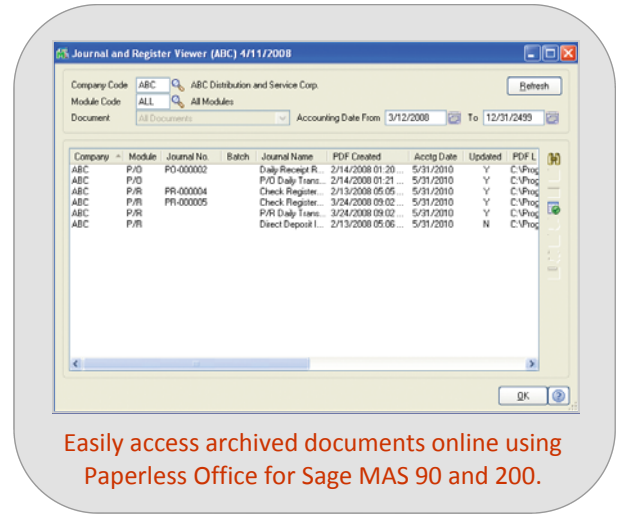 Journal and Register Viewer (ABC) 4/11/2008
Company Code ABC ABC Distribution and Service Corp. Refresh
Module Code ALL All Modules
Document All Documents Accounting Date From 3/12/2008 To 12/31/2499
Company Module Journal No. Batch Journal Name PDF Created Acctg Date Updated PDF L
ABC P/O PO-000002 Daily Receipt R... 2/14/2008 01:20 ... 5/31/2010 Y C:\Prog
ABC P/O P/O Daily Trans... 2/14/2008 01:21 ... 5/31/2010 Y C:\Prog
ABC P/R PR-000004 Check Register... 2/13/2008 05:05 ... 5/31/2010 Y C:\Prog
ABC P/R PR-000005 Check Register... 3/24/2008 09:02 ... 5/31/2010 Y C:\Prog
ABC P/R P/R Daily Trans... 3/24/2008 09:02 ... 5/31/2010 Y C:\Prog
ABC P/R Direct Deposit I... 2/13/2008 05:06 ... 5/31/2010 N C:\Prog
OK
Easily access archived documents online using
Paperless Office for Sage MAS 90 and 200.